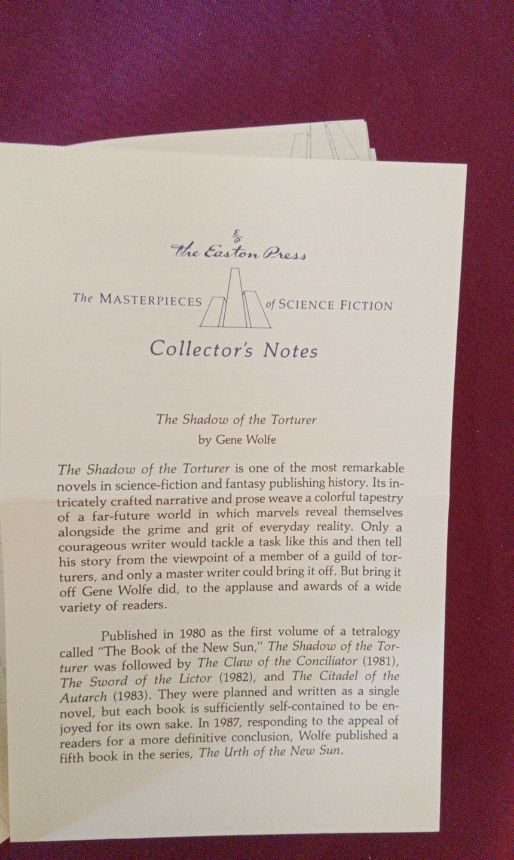 E
P
The Easton Press
The MASTERPIECES of SCIENCE FICTION
Collector's Notes
The Shadow of the Torturer
by Gene Wolfe
The Shadow of the Torturer is one of the most remarkable
novels in science-fiction and fantasy publishing history. Its in-
tricately crafted narrative and prose weave a colorful tapestry
of a far-future world in which marvels reveal themselves
alongside the grime and grit of everyday reality. Only a
courageous writer would tackle a task like this and then tell
his story from the viewpoint of a member of a guild of tor-
turers, and only a master writer could bring it off. But bring it
off Gene Wolfe did, to the applause and awards of a wide
variety of readers.
Published in 1980 as the first volume of a tetralogy
called "The Book of the New Sun," The Shadow of the Tor-
turer was followed by The Claw of the Conciliator (1981),
The Sword of the Lictor (1982), and The Citadel of the
Autarch (1983). They were planned and written as a single
novel, but each book is sufficiently self-contained to be en-
joyed for its own sake. In 1987, responding to the appeal of
readers for a more definitive conclusion, Wolfe published a
fifth book in the series, The Urth of the New Sun.